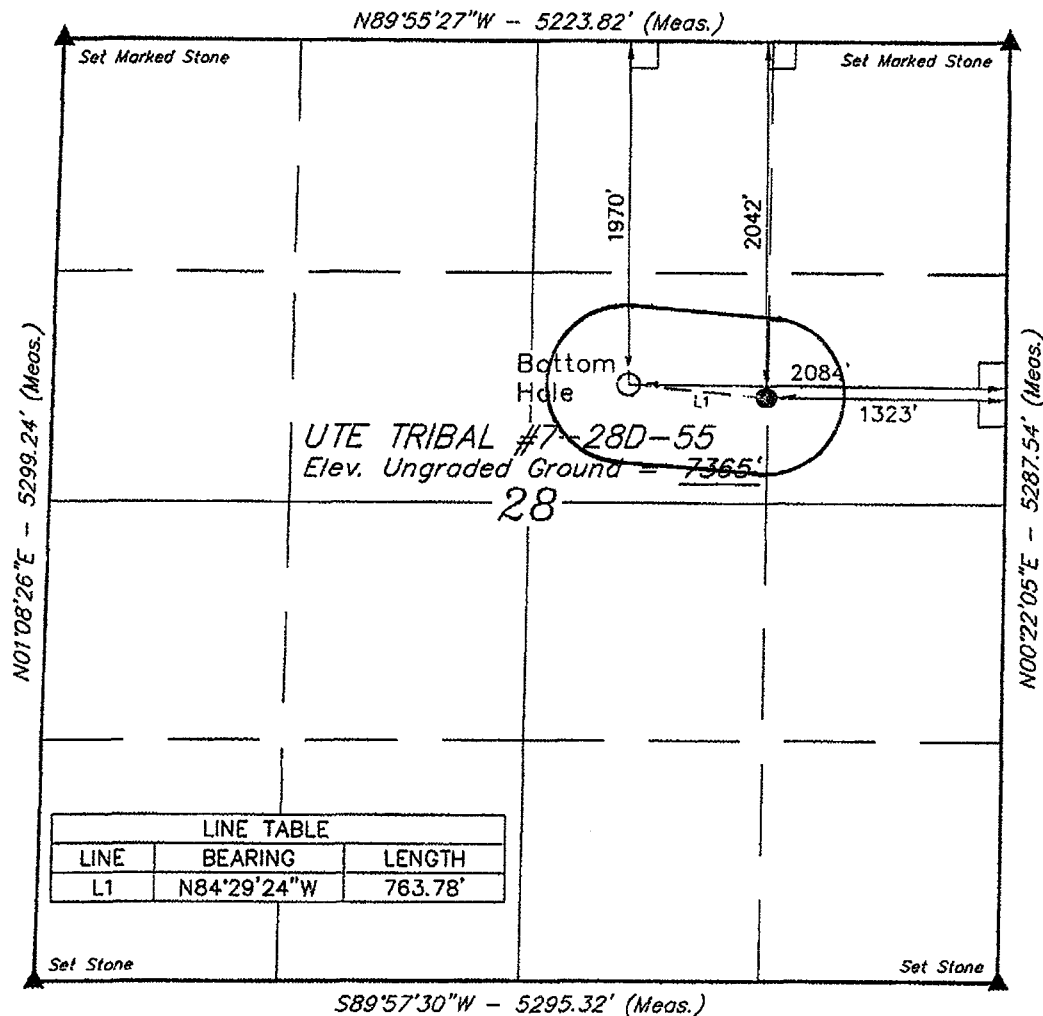 N89°55'27"W - 5223.82' (Meas.)
Set Marked Stone
Set Marked Stone
1970'
2042'
N01°08'26"E - 5299.24' (Meas.)
N00°22'05"E - 5287.54' (Meas.)
Bottom
Hole
2084'
L1
1323'
UTE TRIBAL #7-28D-55
Elev. Ungraded Ground = 7365'
28
LINE TABLE
LINE BEARING LENGTH
L1 N84°29'24"W 763.78'
Set Stone
Set Stone
S89°57'30"W - 5295.32' (Meas.)